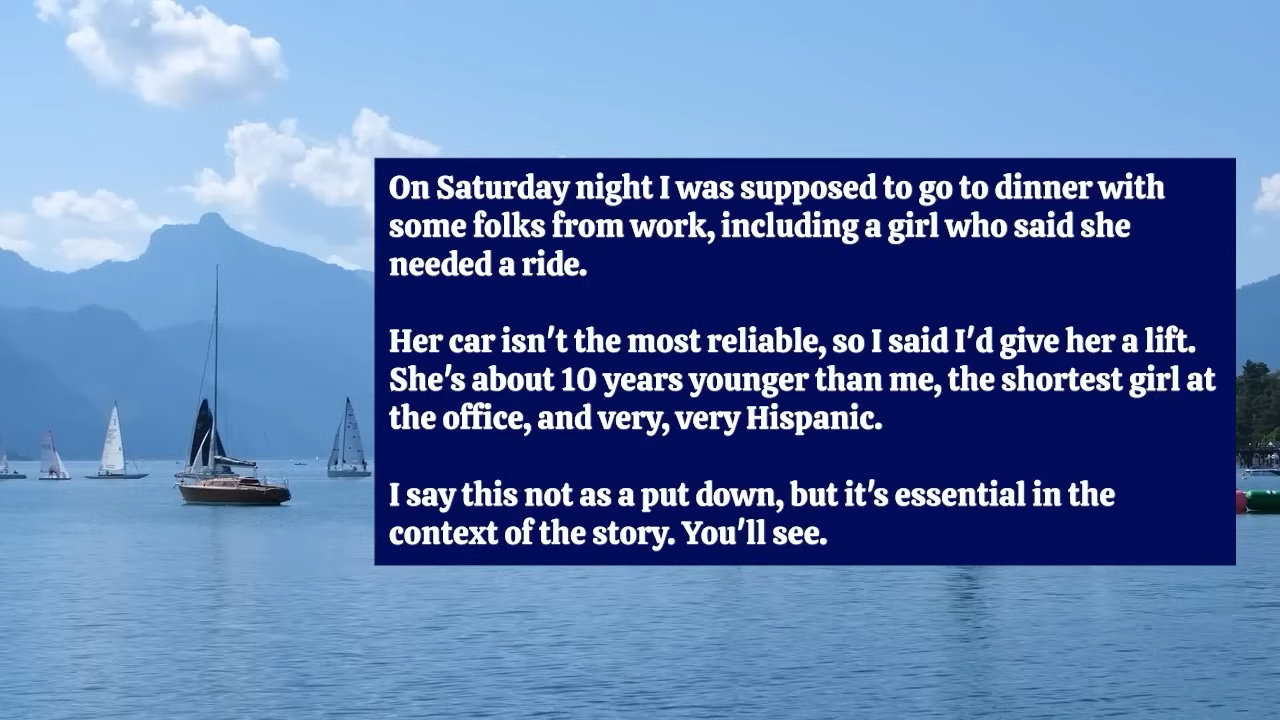 On Saturday night I was supposed to go to dinner with
some folks from work, including a girl who said she
needed a ride.
Her car isn't the most reliable, so I said I'd give her a lift.
She's about 10 years younger than me, the shortest girl at
the office, and very, very Hispanic.
I say this not as a put down, but it's essential in the
context of the story. You'll see.